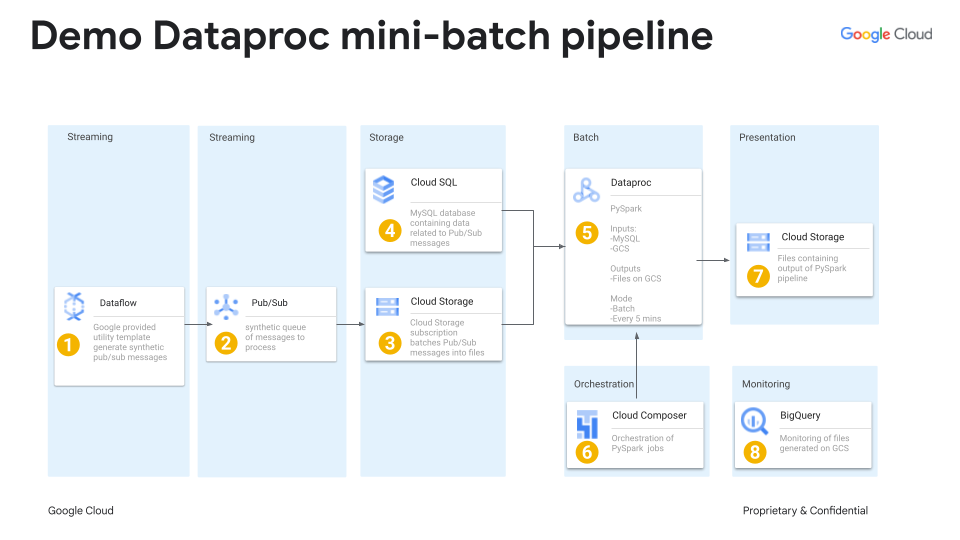 Demo Dataproc mini-batch pipeline
Google Cloud
Streaming
Dataflow
1
Google provided
utility template
generate synthetic
pub/sub messages
Streaming
Pub/Sub
2
synthetic queue
of messages to
process
Storage
Cloud SQL
4
MySQL database
containing data
related to Pub/Sub
messages
Cloud Storage
3
Cloud Storage
subscription
batches Pub/Sub
messages into files
Batch
Dataproc
5
PySpark
Inputs:
-MySQL
-GCS
Outputs
-Files on GCS
Mode
-Batch
-Every 5 mins
Orchestration
Cloud Composer
6
Orchestration of
PySpark jobs
Presentation
Cloud Storage
7
Files containing
output of PySpark
pipeline
Monitoring
BigQuery
8
Monitoring of files
generated on GCS
Google Cloud
Proprietary & Confidential